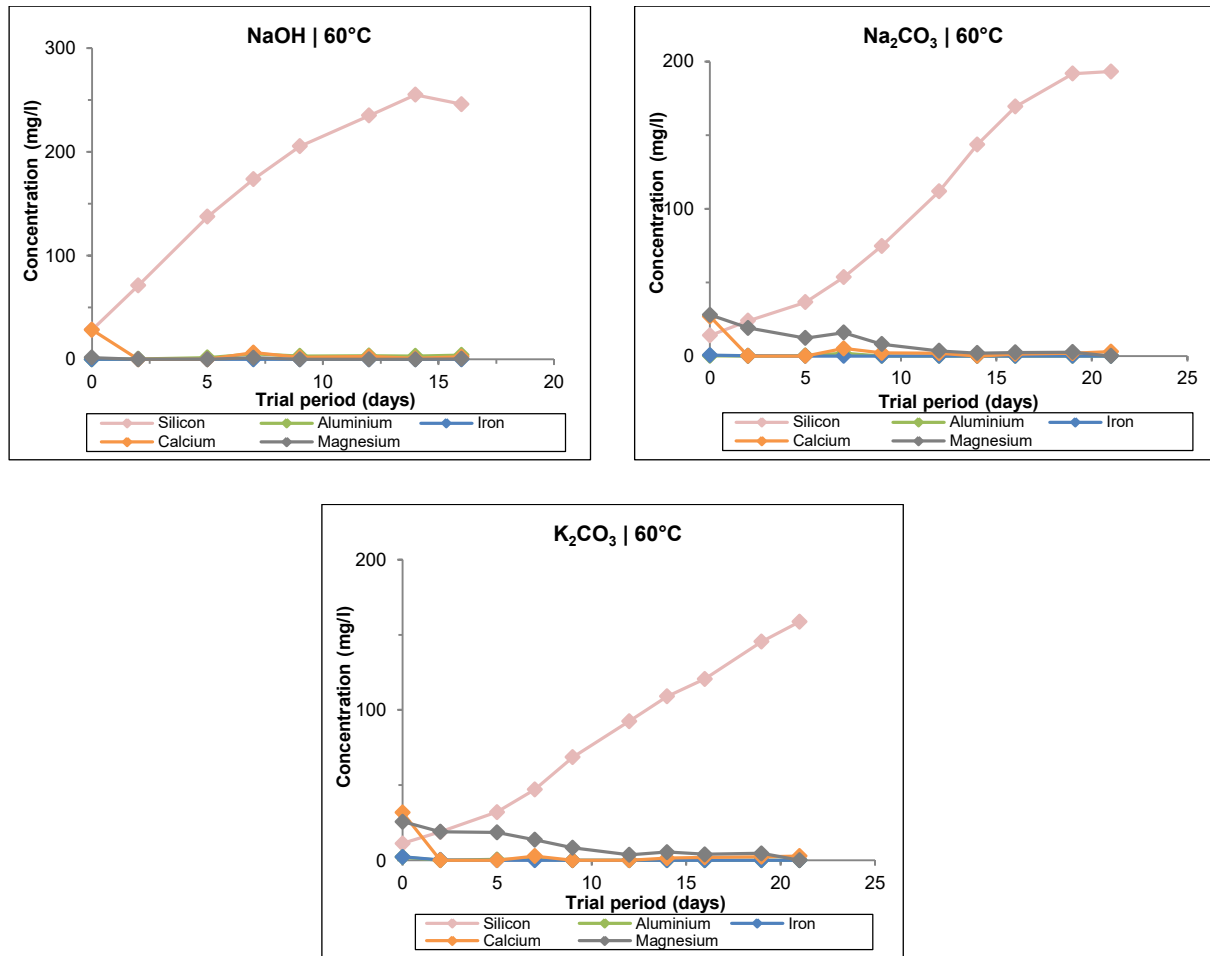 NaOH | 60°C
300
200
100
0
Concentration (mg/l)
0 5 10 15 20
Trial period (days)
Silicon Aluminium Iron
Calcium Magnesium
Na₂CO₃ | 60°C
200
100
0
Concentration (mg/l)
0 5 10 15 20 25
Trial period (days)
Silicon Aluminium Iron
Calcium Magnesium
K₂CO₃ | 60°C
200
100
0
Concentration (mg/l)
0 5 10 15 20 25
Trial period (days)
Silicon Aluminium Iron
Calcium Magnesium